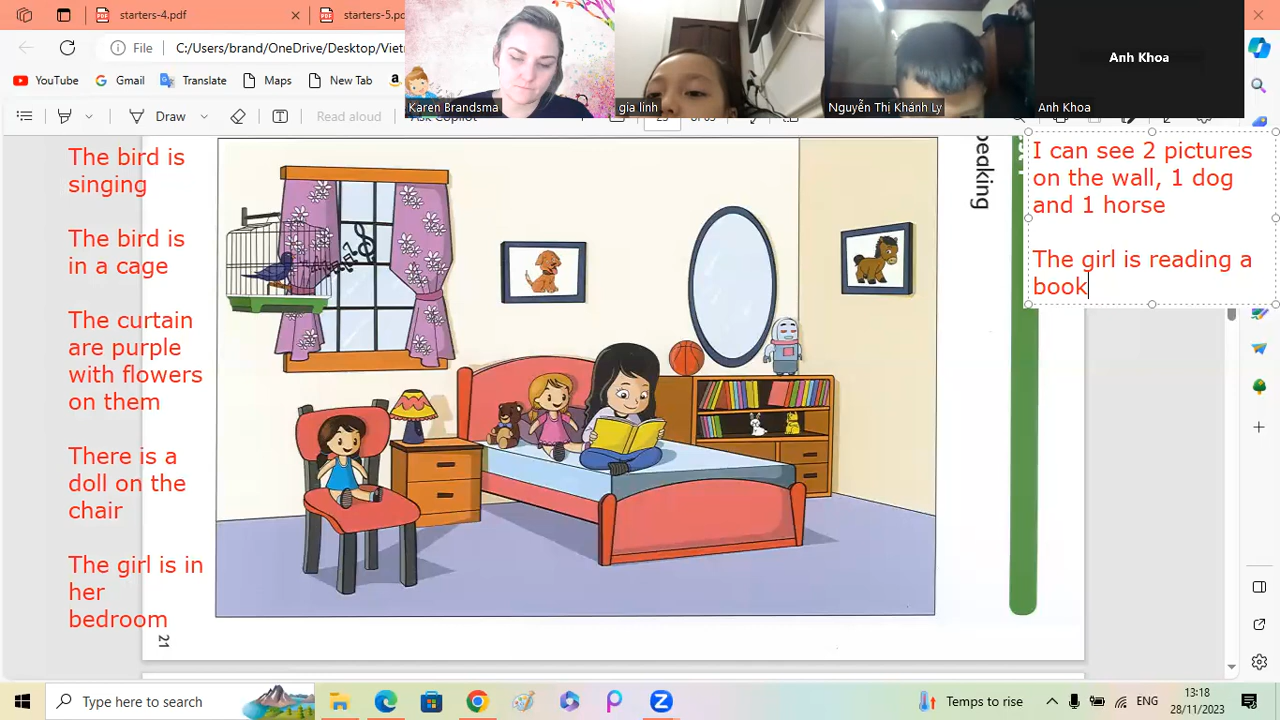 starters-4.pdf
starters-5.pd
File
C:/Users/brand/OneDrive/Desktop/Viet
YouTube
Gmail
Translate
Maps
New Tab
Karen Brandsma
gia linh
Nguyễn Thị Khánh Ly
Anh Khoa
Anh Khoa
Draw
Read aloud
Ask Copilot
The bird is
singing
The bird is
in a cage
The curtain
are purple
with flowers
on them
There is a
doll on the
chair
The girl is in
her
bedroom
I can see 2 pictures
on the wall, 1 dog
and 1 horse
The girl is reading a
book
peaking
21
Type here to search
Temps to rise
ENG
13:18
28/11/2023